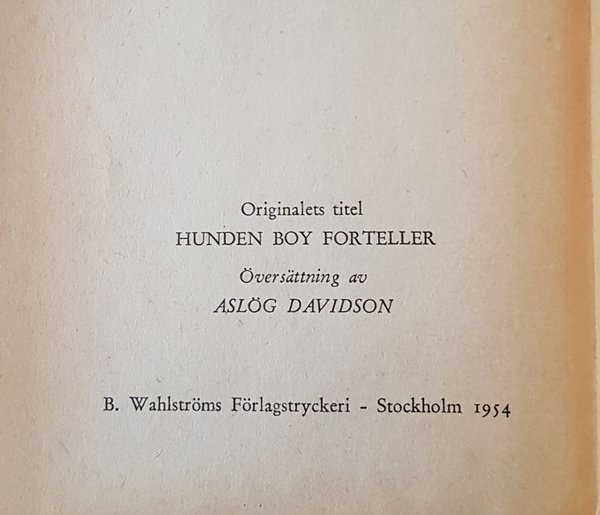 Originalets titel
HUNDEN BOY FORTELLER
Översättning av
ASLÖG DAVIDSON
B. Wahlströms Förlagstryckeri - Stockholm 1954